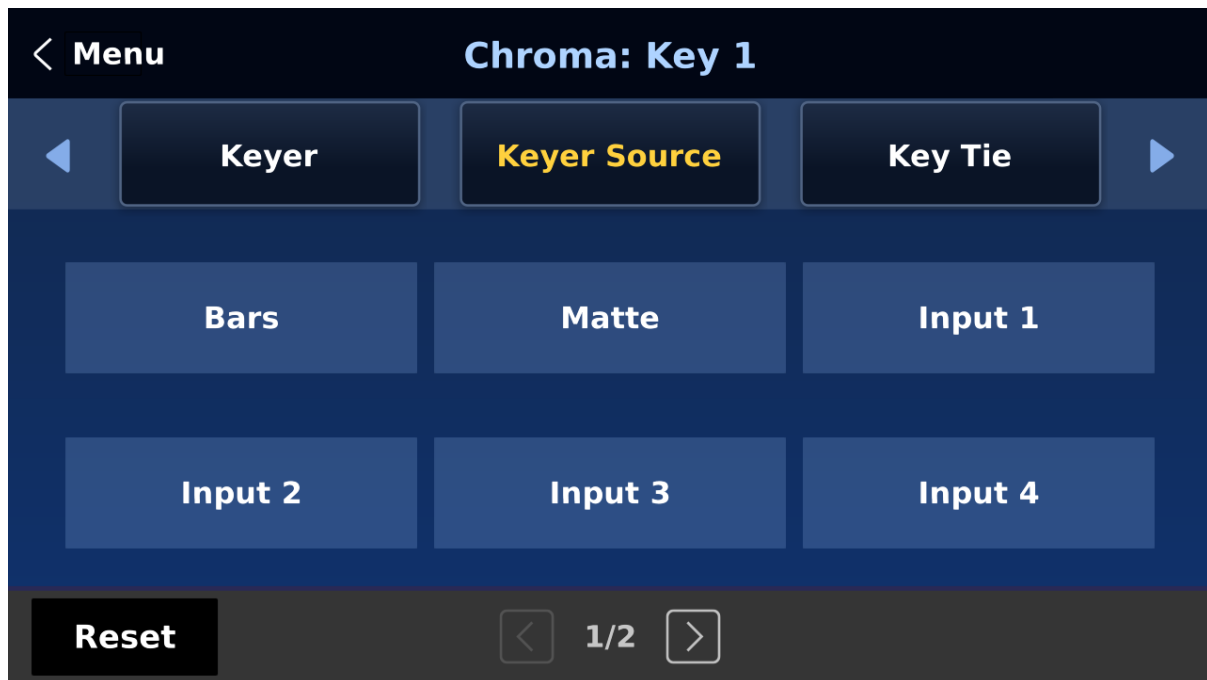 Menu
Chroma: Key 1
Keyer
Keyer Source
Key Tie
Bars
Matte
Input 1
Input 2
Input 3
Input 4
Reset
1/2